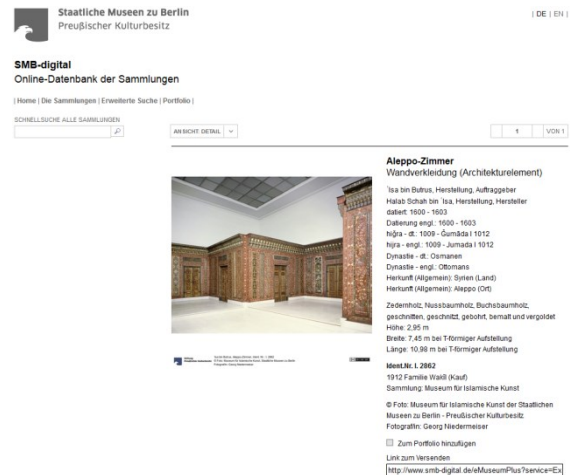 Staatliche Museen zu Berlin
Preußischer Kulturbesitz
| DE | EN |
SMB-digital
Online-Datenbank der Sammlungen
| Home | Die Sammlungen | Erweiterte Suche | Portfolio |
SCHNELLSUCHE ALLE SAMMLUNGEN
ANSICHT: DETAIL
1 VON 1
Aleppo-Zimmer
Wandverkleidung (Architekturelement)
'Isa bin Butrus, Herstellung, Auftraggeber
Halab Schah bin 'Isa, Herstellung, Hersteller
datiert: 1600 - 1603
Datierung engl.: 1600 - 1603
hiǧra - dt.: 1009 - Ǧumāda I 1012
hijra - engl.: 1009 - Jumada I 1012
Dynastie - dt.: Osmanen
Dynastie - engl.: Ottomans
Herkunft (Allgemein): Syrien (Land)
Herkunft (Allgemein): Aleppo (Ort)
Zedernholz, Nussbaumholz, Buchsbaumholz,
geschnitten, geschnitzt, gebohrt, bemalt und vergoldet
Höhe: 2,95 m
Breite: 7,45 m bei T-förmiger Aufstellung
Länge: 10,98 m bei T-förmiger Aufstellung
Ident.Nr. I. 2862
1912 Familie Wakil (Kauf)
Sammlung: Museum für Islamische Kunst
© Foto: Museum für Islamische Kunst der Staatlichen
Museen zu Berlin - Preußischer Kulturbesitz
Fotograf/in: Georg Niedermeiser
Zum Portfolio hinzufügen
Link zum Versenden
http://www.smb-digital.de/eMuseumPlus?service=Ex